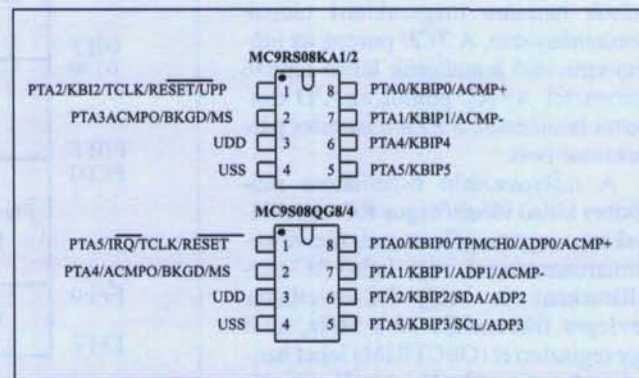 MC9RS08KA1/2
PTA2/KBI2/TCLK/RESET/UPP 1 8 PTA0/KBIP0/ACMP+
PTA3ACMPO/BKGD/MS 2 7 PTA1/KBIP1/ACMP-
UDD 3 6 PTA4/KBIP4
USS 4 5 PTA5/KBIP5
MC9S08QG8/4
PTA5/IRQ/TCLK/RESET 1 8 PTA0/KBIP0/TPMCH0/ADP0/ACMP+
PTA4/ACMPO/BKGD/MS 2 7 PTA1/KBIP1/ADP1/ACMP-
UDD 3 6 PTA2/KBIP2/SDA/ADP2
USS 4 5 PTA3/KBIP3/SCL/ADP3